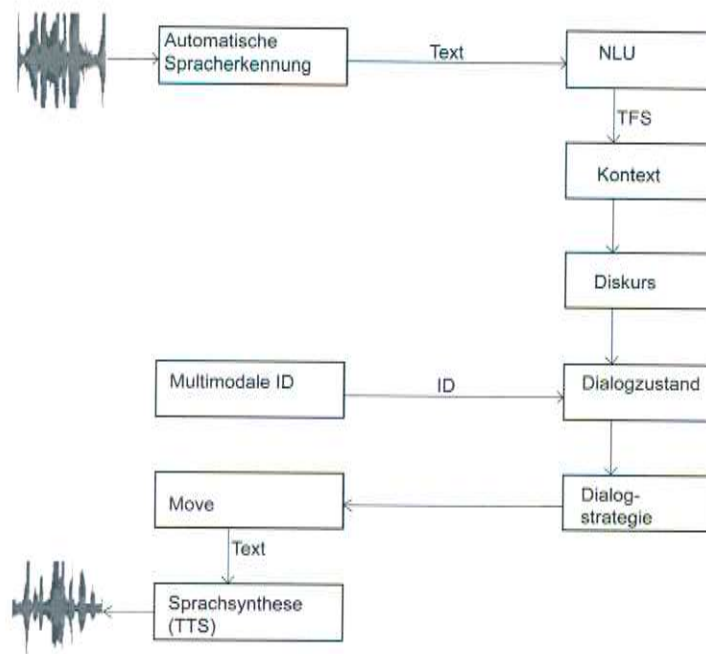 Automatische
Spracherkennung
Text
NLU
TFS
Kontext
Diskurs
Multimodale ID
ID
Dialogzustand
Move
Dialog-
strategie
Text
Sprachsynthese
(TTS)